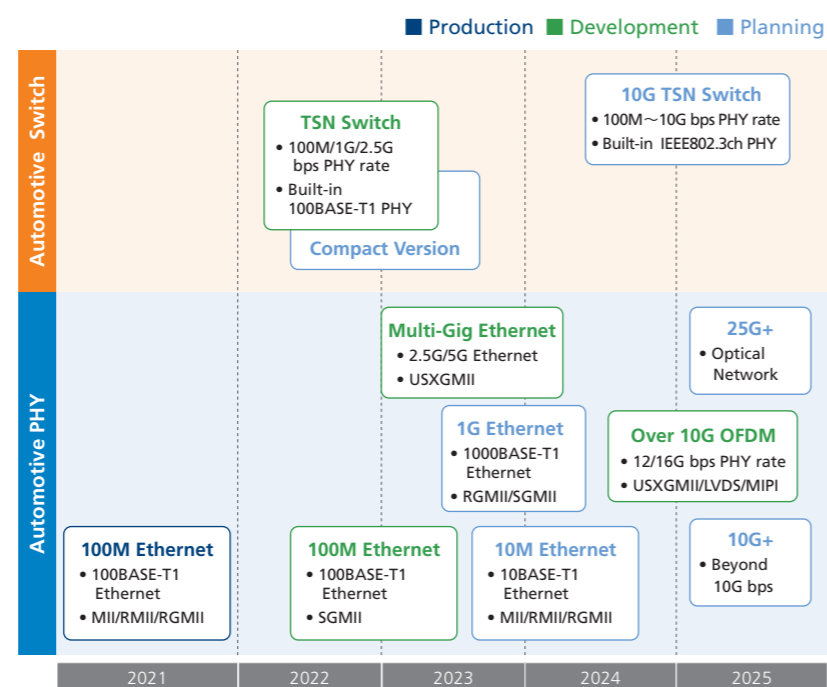 Production Development Planning
Automotive Switch
TSN Switch
• 100M/1G/2.5G
bps PHY rate
• Built-in
100BASE-T1 PHY
Compact Version
10G TSN Switch
• 100M～10G bps PHY rate
• Built-in IEEE802.3ch PHY
Automotive PHY
Multi-Gig Ethernet
• 2.5G/5G Ethernet
• USXGMII
25G+
• Optical
Network
1G Ethernet
• 1000BASE-T1
Ethernet
• RGMII/SGMII
Over 10G OFDM
• 12/16G bps PHY rate
• USXGMII/LVDS/MIPI
100M Ethernet
• 100BASE-T1
Ethernet
• MII/RMII/RGMII
100M Ethernet
• 100BASE-T1
Ethernet
• SGMII
10M Ethernet
• 10BASE-T1
Ethernet
• MII/RMII/RGMII
10G+
• Beyond
10G bps
2021 2022 2023 2024 2025